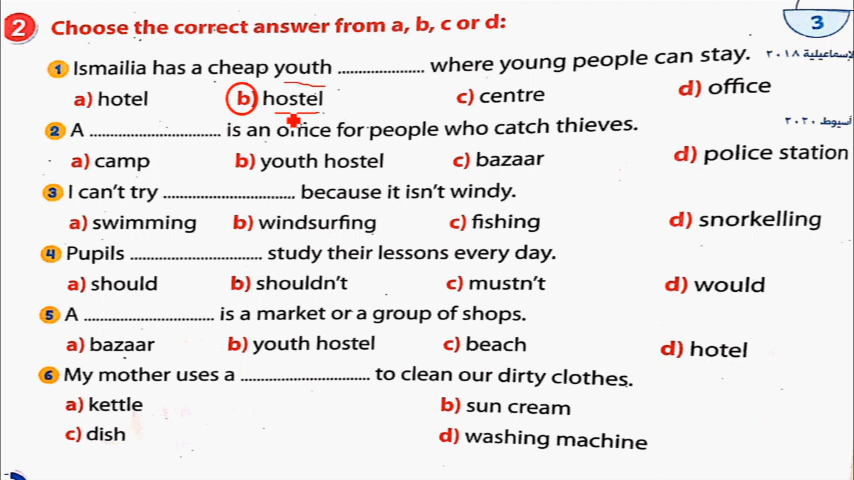 2 Choose the correct answer from a, b, c or d:
3
1 Ismailia has a cheap youth ........................ where young people can stay. الإسماعيلية ٢٠١٨
a) hotel b) hostel c) centre d) office
2 A .................................... is an office for people who catch thieves. أسيوط ٢٠٢٠
a) camp b) youth hostel c) bazaar d) police station
3 I can't try .................................... because it isn't windy.
a) swimming b) windsurfing c) fishing d) snorkelling
4 Pupils .................................... study their lessons every day.
a) should b) shouldn't c) mustn't d) would
5 A .................................... is a market or a group of shops.
a) bazaar b) youth hostel c) beach d) hotel
6 My mother uses a .................................... to clean our dirty clothes.
a) kettle b) sun cream
c) dish d) washing machine